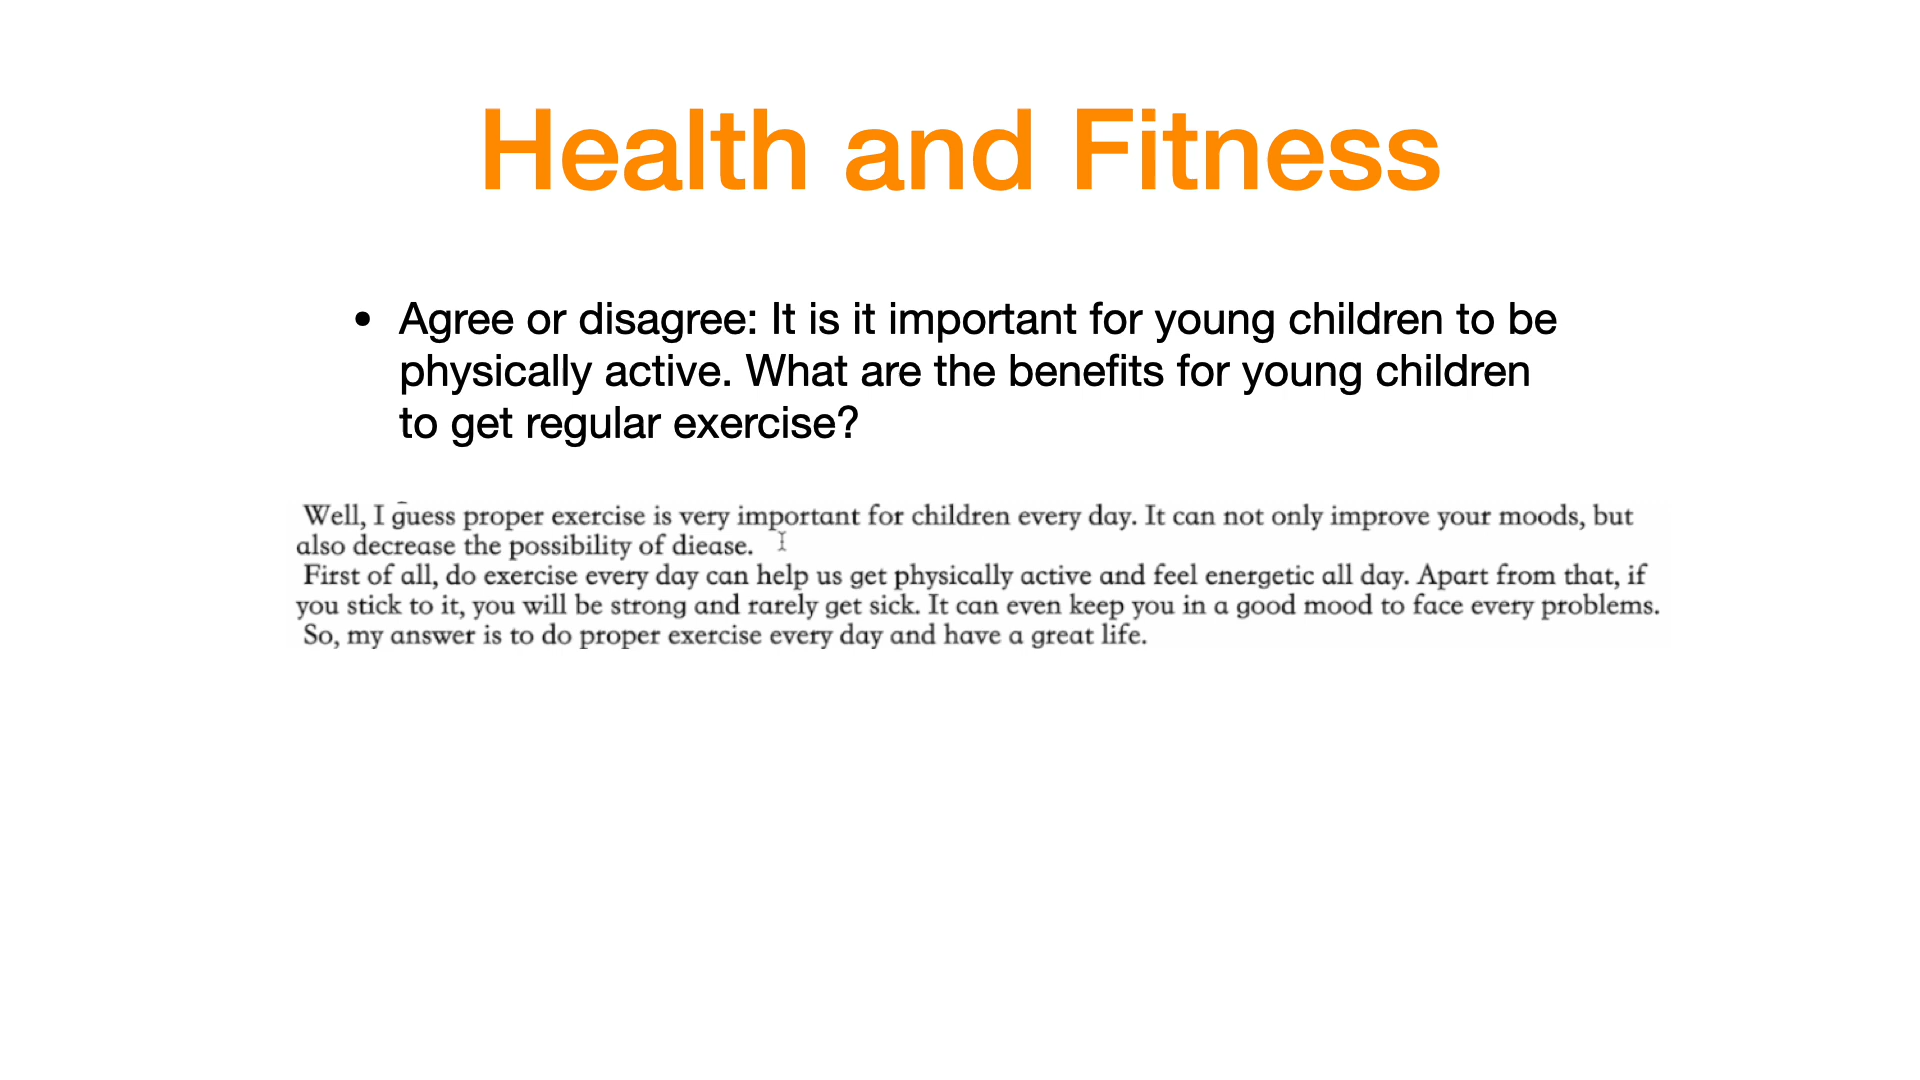 Health and Fitness
• Agree or disagree: It is it important for young children to be
physically active. What are the benefits for young children
to get regular exercise?
Well, I guess proper exercise is very important for children every day. It can not only improve your moods, but
also decrease the possibility of diease.
First of all, do exercise every day can help us get physically active and feel energetic all day. Apart from that, if
you stick to it, you will be strong and rarely get sick. It can even keep you in a good mood to face every problems.
So, my answer is to do proper exercise every day and have a great life.